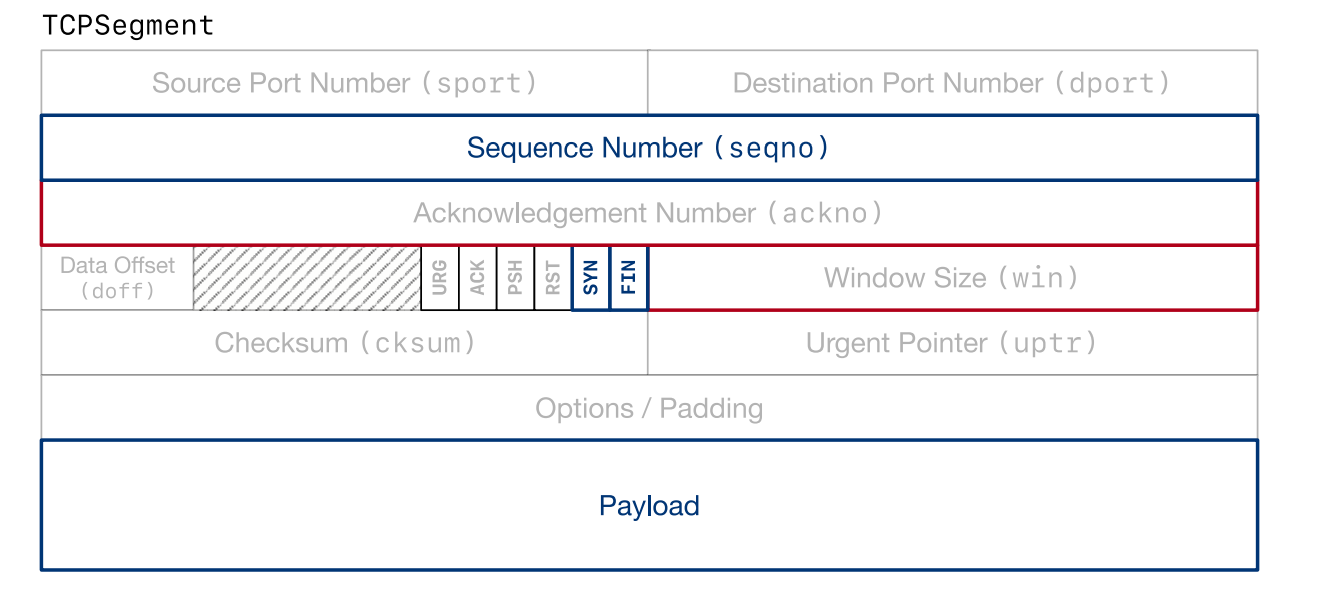 TCPSegment
Source Port Number (sport) Destination Port Number (dport)
Sequence Number (seqno)
Acknowledgement Number (ackno)
Data Offset (doff) URG ACK PSH RST SYN FIN Window Size (win)
Checksum (cksum) Urgent Pointer (uptr)
Options / Padding
Payload